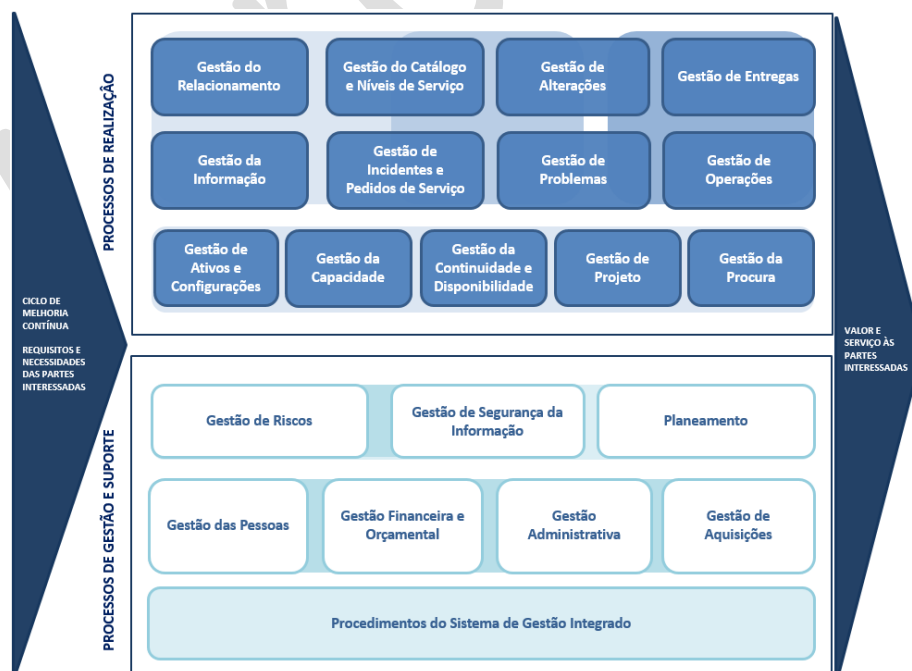 PROCESSOS DE REALIZAÇÃO
Gestão do
Relacionamento
Gestão do Catálogo
e Níveis de Serviço
Gestão de
Alterações
Gestão de Entregas
Gestão da
Informação
Gestão de
Incidentes e
Pedidos de Serviço
Gestão de
Problemas
Gestão de
Operações
Gestão de
Ativos e
Configurações
Gestão da
Capacidade
Gestão da
Continuidade e
Disponibilidade
Gestão de
Projeto
Gestão da
Procura
CICLO DE
MELHORIA
CONTÍNUA
REQUISITOS E
NECESSIDADES
DAS PARTES
INTERESSADAS
VALOR E
SERVIÇO ÀS
PARTES
INTERESSADAS
PROCESSOS DE GESTÃO E SUPORTE
Gestão de Riscos
Gestão de Segurança da
Informação
Planeamento
Gestão das Pessoas
Gestão Financeira e
Orçamental
Gestão
Administrativa
Gestão de
Aquisições
Procedimentos do Sistema de Gestão Integrado